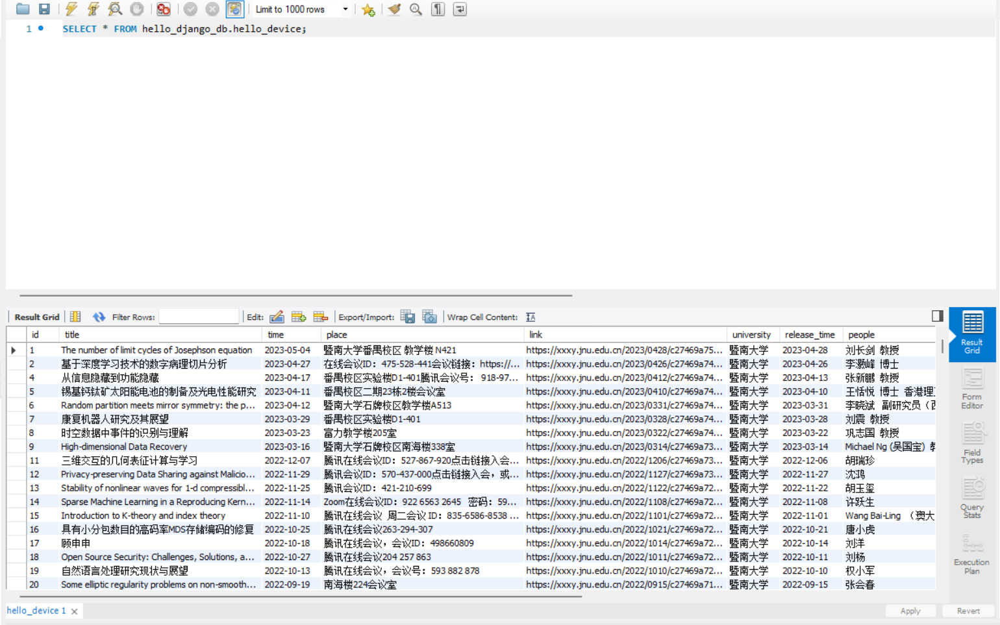 Limit to 1000 rows
1 SELECT * FROM hello_django_db.hello_device;
Result Grid Filter Rows: Edit: Export/Import: Wrap Cell Content:
id title time place link university release_time people
1 The number of limit cycles of Josephson equation 2023-05-04 暨南大学番禺校区 教学楼 N421 https://xxxy.jnu.edu.cn/2023/0428/c27469a75... 暨南大学 2023-04-28 刘长剑 教授
2 基于深度学习技术的数字病理切片分析 2023-04-27 在线会议ID：475-528-441会议链接：https://... https://xxxy.jnu.edu.cn/2023/0426/c27469a74... 暨南大学 2023-04-26 李灏峰 博士
4 从信息隐藏到功能隐藏 2023-04-17 番禺校区实验楼D1-401腾讯会议号： 918-97... https://xxxy.jnu.edu.cn/2023/0412/c27469a74... 暨南大学 2023-04-13 张新鹏 教授
5 锡基钙钛矿太阳能电池的制备及光电性能研究 2023-04-11 番禺校区二期23栋2楼会议室 https://xxxy.jnu.edu.cn/2023/0410/c27469a74... 暨南大学 2023-04-10 王恬悦 博士 香港理
6 Random partition meets mirror symmetry: the p... 2023-04-12 暨南大学石牌校区教学楼A513 https://xxxy.jnu.edu.cn/2023/0331/c27469a74... 暨南大学 2023-03-31 李晓斌 副研究员（西
7 康复机器人研究及其展望 2023-03-29 番禺校区实验楼D1-401 https://xxxy.jnu.edu.cn/2023/0328/c27469a74... 暨南大学 2023-03-28 刘震 教授
8 时空数据中事件的识别与理解 2023-03-23 富力教学楼205室 https://xxxy.jnu.edu.cn/2023/0322/c27469a74... 暨南大学 2023-03-22 巩志国 教授
9 High-dimensional Data Recovery 2023-03-16 暨南大学石牌校区南海楼338室 https://xxxy.jnu.edu.cn/2023/0314/c27469a73... 暨南大学 2023-03-14 Michael Ng (吴国宝)
11 三维交互的几何表征计算与学习 2022-12-07 腾讯在线会议ID：527-867-920点击链接入会... https://xxxy.jnu.edu.cn/2022/1206/c27469a73... 暨南大学 2022-12-06 胡瑞珍
12 Privacy-preserving Data Sharing against Malicio... 2022-11-29 腾讯会议ID：570-437-000点击链接入会，或... https://xxxy.jnu.edu.cn/2022/1127/c27469a73... 暨南大学 2022-11-27 沈鸿
13 Stability of nonlinear waves for 1-d compressibl... 2022-11-25 腾讯会议ID：421-210-699 https://xxxy.jnu.edu.cn/2022/1122/c27469a72... 暨南大学 2022-11-22 胡玉玺
14 Sparse Machine Learning in a Reproducing Kern... 2022-11-14 Zoom在线会议ID：922 6563 2645 密码：59... https://xxxy.jnu.edu.cn/2022/1108/c27469a72... 暨南大学 2022-11-08 许跃生
15 Introduction to K-theory and index theory 2022-11-10 腾讯在线会议 周二会议 ID：835-6586-8538 ... https://xxxy.jnu.edu.cn/2022/1101/c27469a72... 暨南大学 2022-11-01 Wang Bai-Ling （澳大
16 具有小分包数目的高码率MDS存储编码的修复 2022-10-25 腾讯在线会议263-294-307 https://xxxy.jnu.edu.cn/2022/1021/c27469a72... 暨南大学 2022-10-21 唐小虎
17 顾申申 2022-10-18 腾讯在线会议，会议ID：498660809 https://xxxy.jnu.edu.cn/2022/1014/c27469a72... 暨南大学 2022-10-14 刘洋
18 Open Source Security: Challenges, Solutions, a... 2022-10-27 腾讯在线会议204 257 863 https://xxxy.jnu.edu.cn/2022/1011/c27469a72... 暨南大学 2022-10-11 刘杨
19 自然语言处理研究现状与展望 2022-10-13 腾讯在线会议，会议号：593 882 878 https://xxxy.jnu.edu.cn/2022/1010/c27469a72... 暨南大学 2022-10-10 权小军
20 Some elliptic regularity problems on non-smooth... 2022-09-19 南海楼224会议室 https://xxxy.jnu.edu.cn/2022/0915/c27469a71... 暨南大学 2022-09-15 张会春
Result
Grid
Form
Editor
Field
Types
Query
Stats
Execution
Plan
hello_device 1 Apply Revert